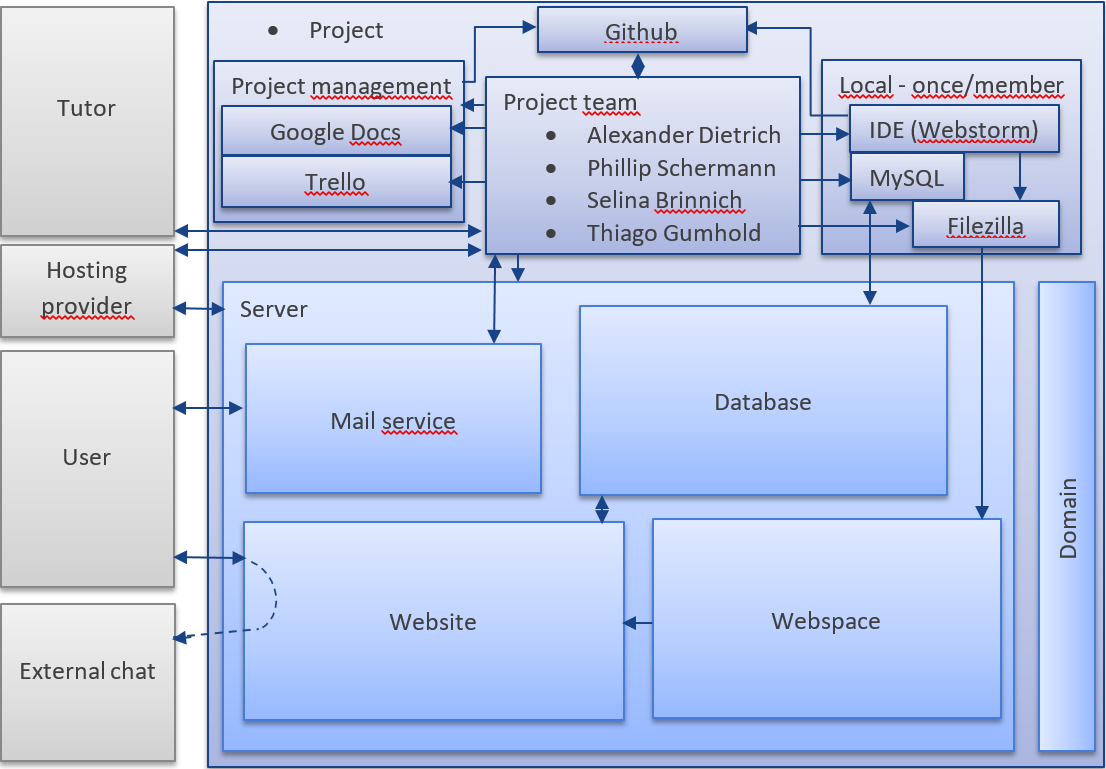 Tutor
Hosting
provider
User
External chat
• Project
Github
Project management
Google Docs
Trello
Project team
• Alexander Dietrich
• Phillip Schermann
• Selina Brinnich
• Thiago Gumhold
Local - once/member
IDE (Webstorm)
MySQL
Filezilla
Server
Mail service
Database
Website
Webspace
Domain